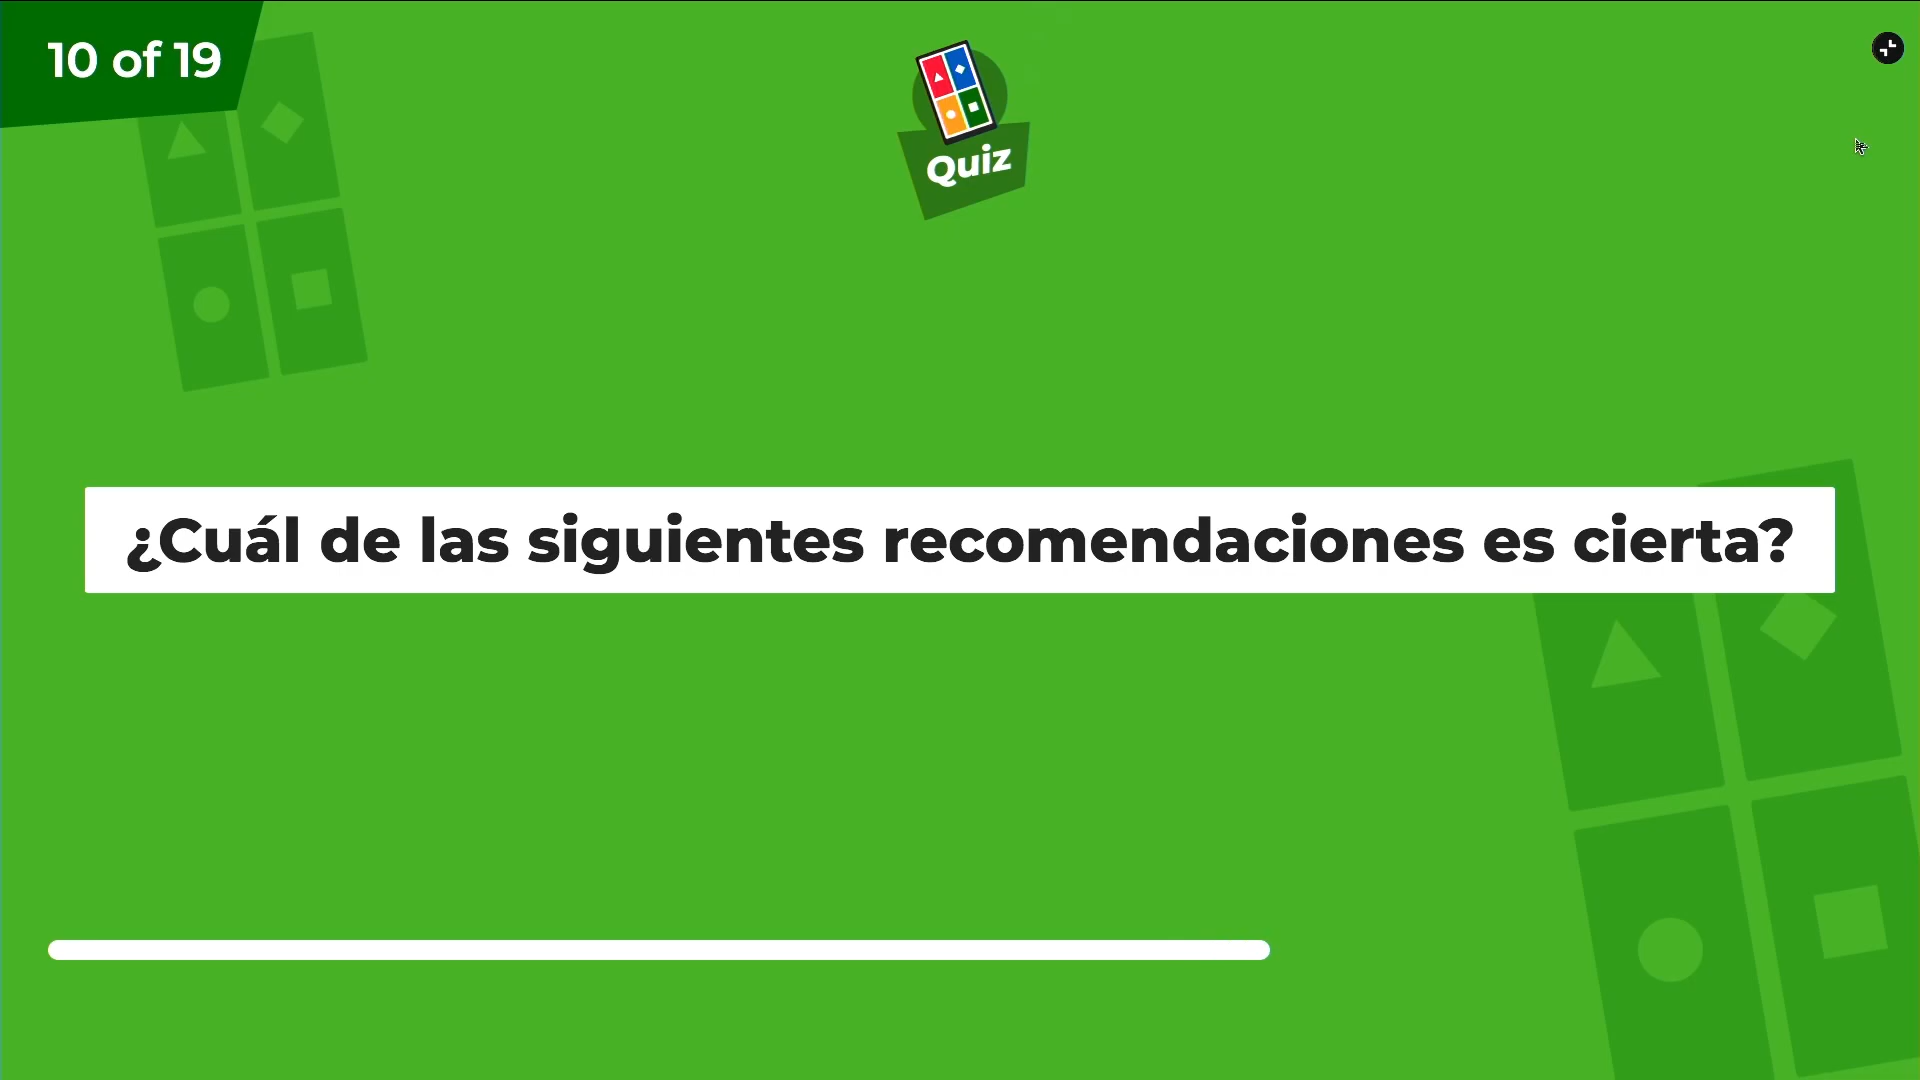 10 of 19
Quiz
¿Cuál de las siguientes recomendaciones es cierta?